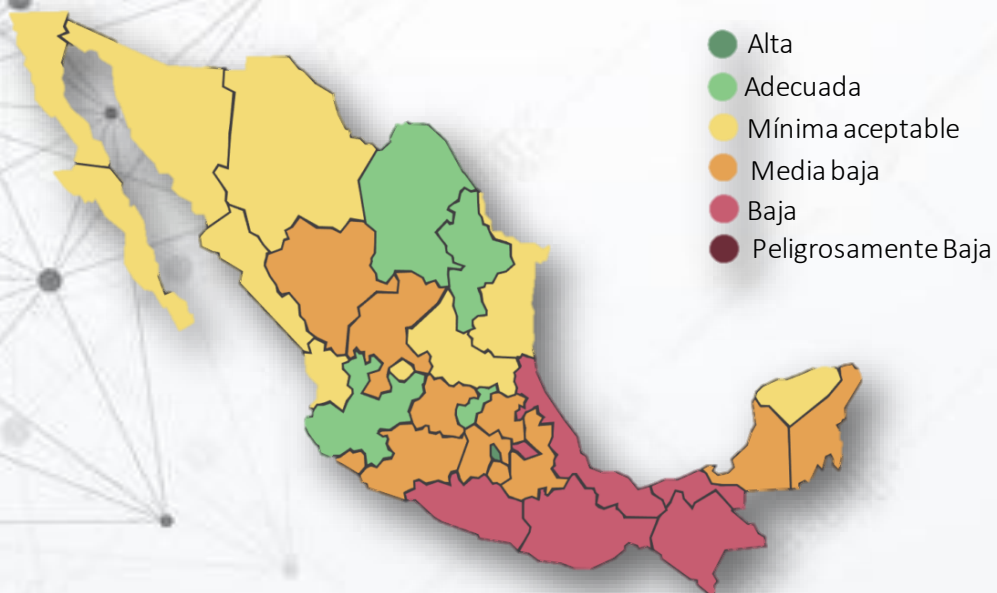 Alta
Adecuada
Mínima aceptable
Media baja
Baja
Peligrosamente Baja